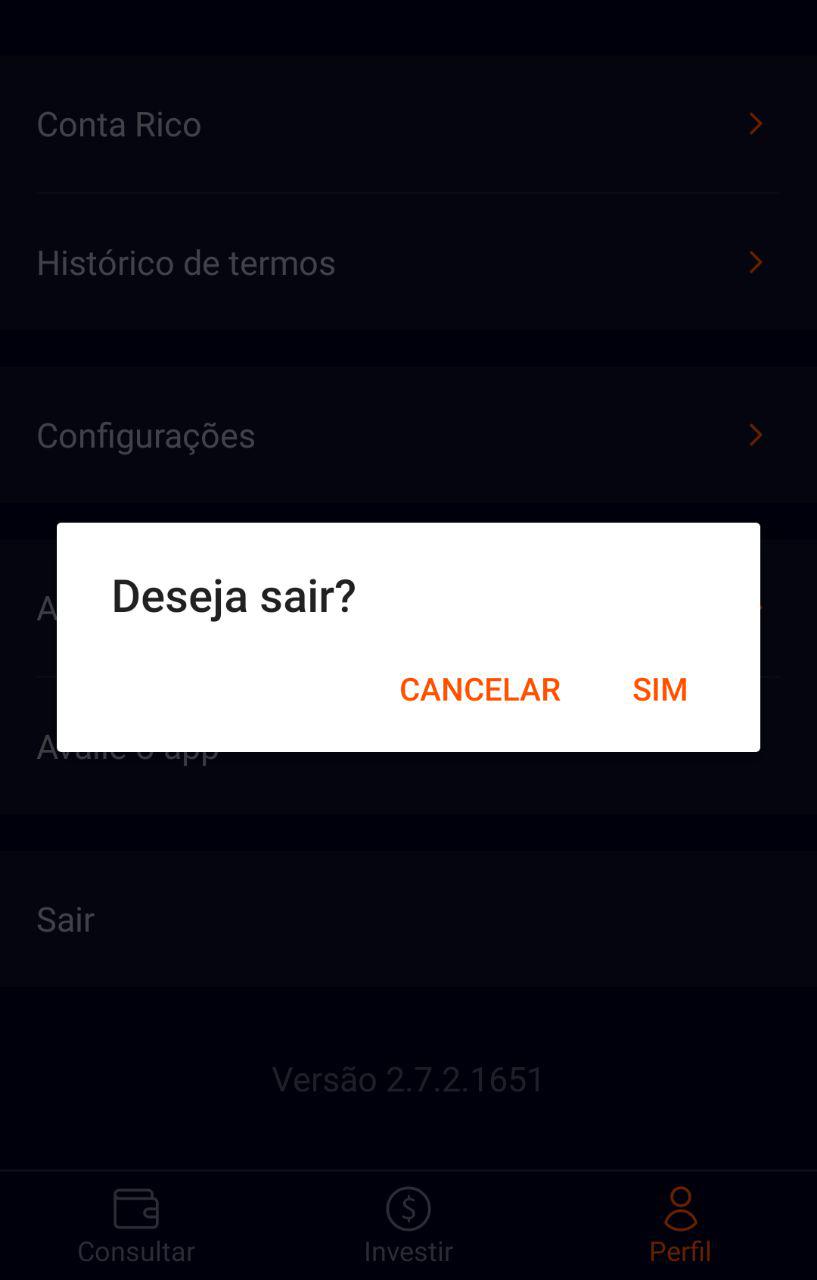 Conta Rico
Histórico de termos
Configurações
Deseja sair?
CANCELAR SIM
Avalie o app
Sair
Versão 2.7.2.1651
Consultar Investir Perfil